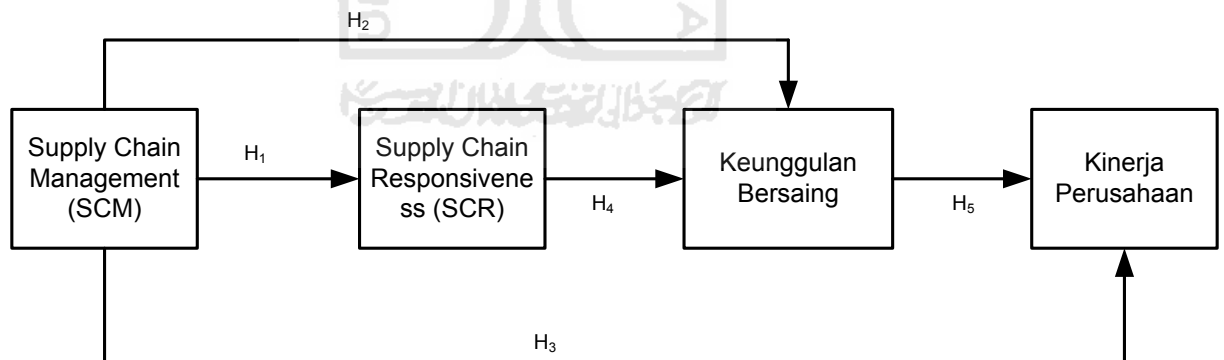 H₂
Supply Chain
Management
(SCM)
H₁
Supply Chain
Responsivene
ss (SCR)
H₄
Keunggulan
Bersaing
H₅
Kinerja
Perusahaan
H₃